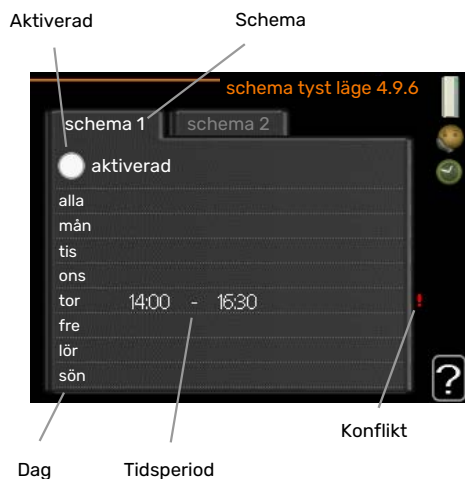 Aktiverad Schema
schema tyst läge 4.9.6
schema 1 schema 2
aktiverad
alla
mån
tis
ons
tor 14:00 - 16:30 !
fre
lör
sön
?
Konflikt
Dag Tidsperiod